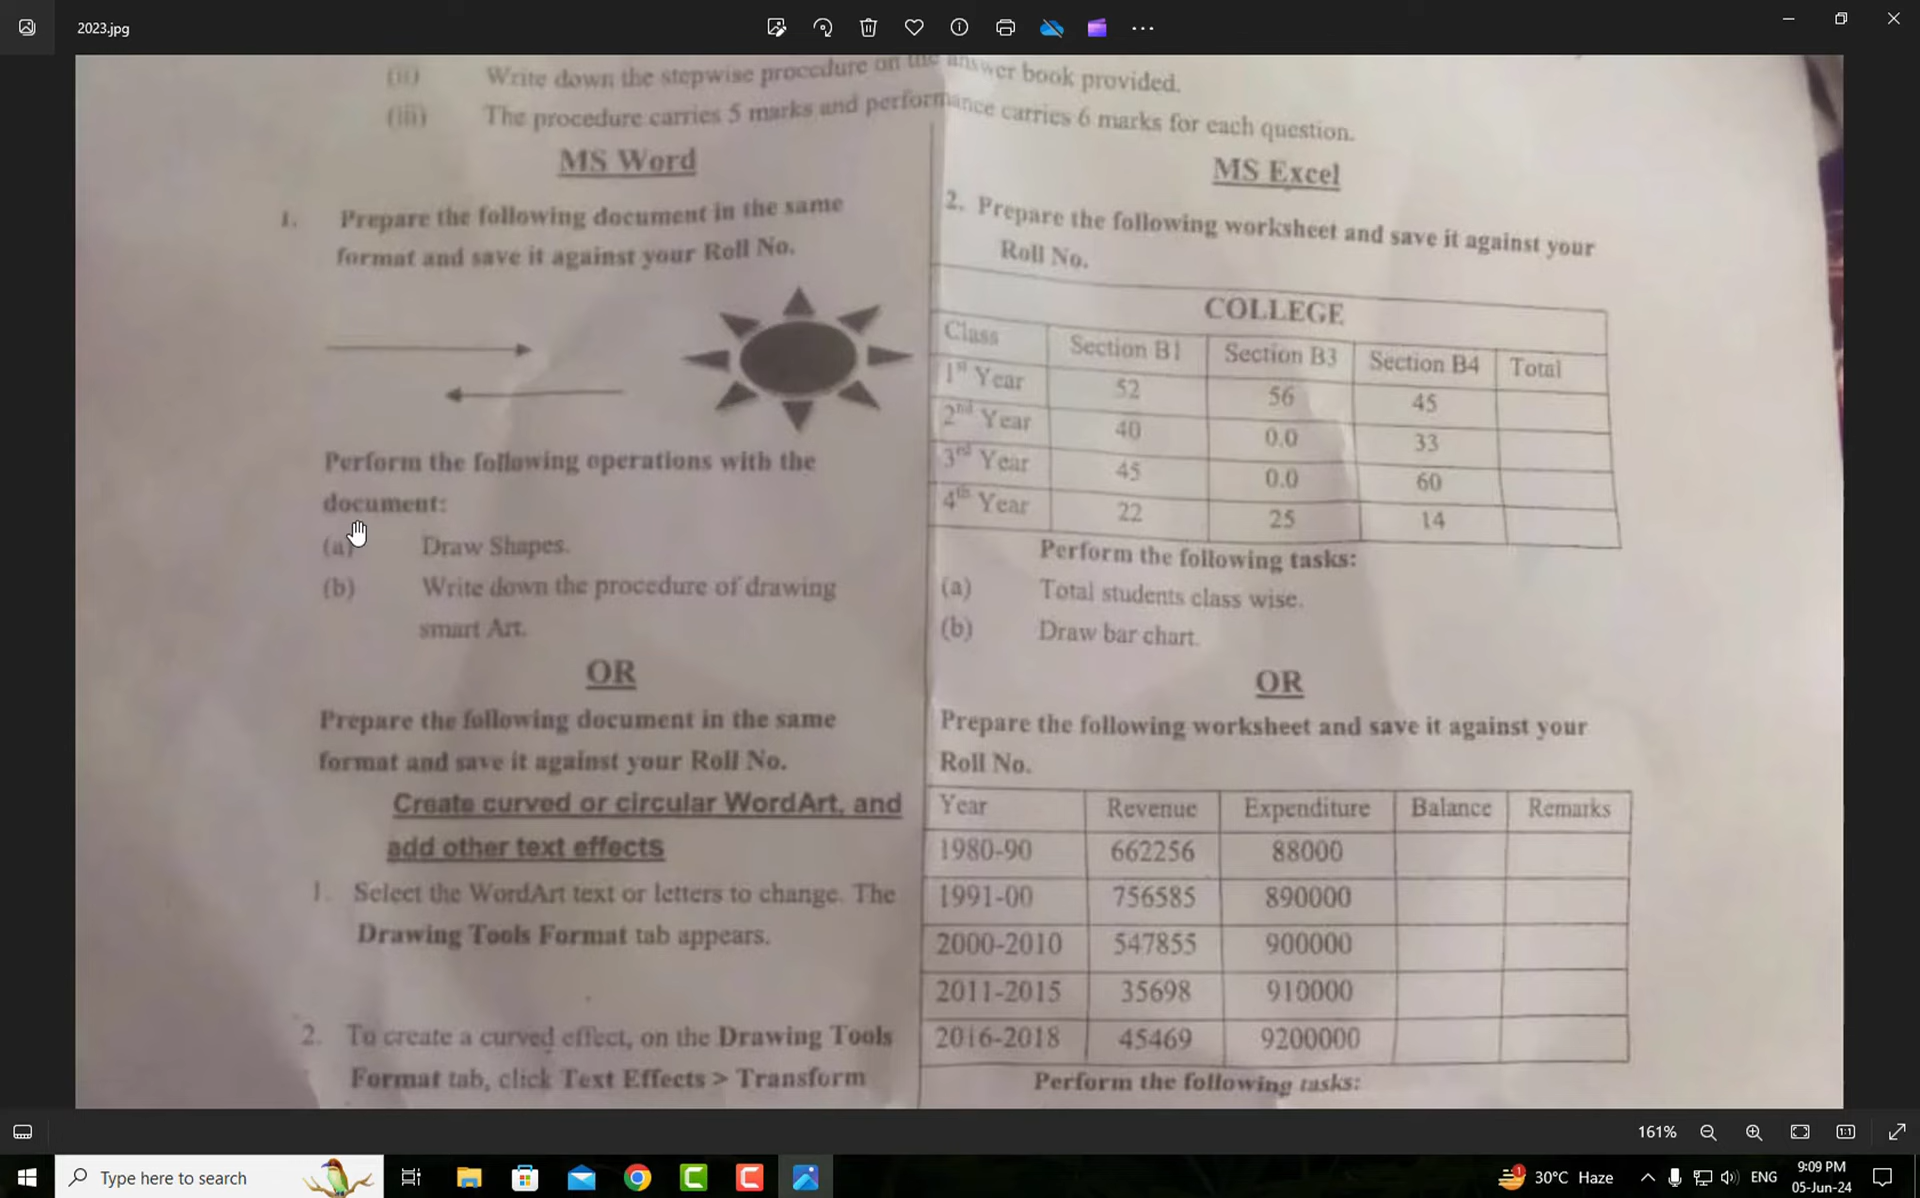 2023.jpg
(ii) Write down the stepwise procedure on the answer book provided.
(iii) The procedure carries 5 marks and performance carries 6 marks for each question.
MS Word
1. Prepare the following document in the same
format and save it against your Roll No.
Perform the following operations with the
document:
(a) Draw Shapes.
(b) Write down the procedure of drawing
smart Art.
OR
Prepare the following document in the same
format and save it against your Roll No.
Create curved or circular WordArt, and
add other text effects
1. Select the WordArt text or letters to change. The
Drawing Tools Format tab appears.
2. To create a curved effect, on the Drawing Tools
Format tab, click Text Effects > Transform
MS Excel
2. Prepare the following worksheet and save it against your
Roll No.
COLLEGE
Class Section B1 Section B3 Section B4 Total
1st Year 52 56 45
2nd Year 40 0.0 33
3rd Year 45 0.0 60
4th Year 22 25 14
Perform the following tasks:
(a) Total students class wise.
(b) Draw bar chart.
OR
Prepare the following worksheet and save it against your
Roll No.
Year Revenue Expenditure Balance Remarks
1980-90 662256 88000
1991-00 756585 890000
2000-2010 547855 900000
2011-2015 35698 910000
2016-2018 45469 9200000
Perform the following tasks:
161%
1:1
Type here to search
C
C
1
30°C Haze
ENG
9:09 PM
05-Jun-24